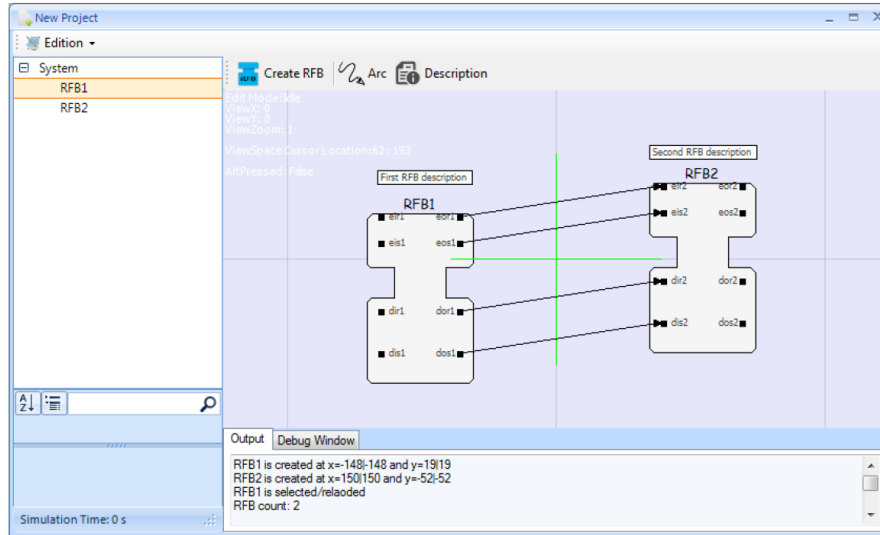 New Project
Edition
System
RFB1
RFB2
Create RFB
Arc
Description
Edit Mode: Idle
ViewX: 0
ViewY: 0
ViewZoom: 1
ViewSpace Cursor Location: 62 ; 193
AltPressed: False
First RFB description
RFB1
eir1 eor1
eis1 eos1
dir1 dor1
dis1 dos1
Second RFB description
RFB2
eir2 eor2
eis2 eos2
dir2 dor2
dis2 dos2
Output
Debug Window
RFB1 is created at x=-148|-148 and y=19|19
RFB2 is created at x=150|150 and y=-52|-52
RFB1 is selected/relaoded
RFB count: 2
Simulation Time: 0 s